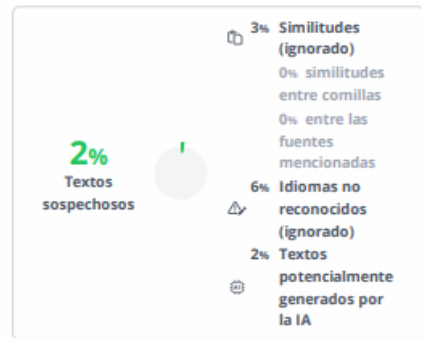 2%
Textos
sospechosos
3% Similitudes
(ignorado)
0% similitudes
entre comillas
0% entre las
fuentes
mencionadas
6% Idiomas no
reconocidos
(ignorado)
2% Textos
potencialmente
generados por
la IA